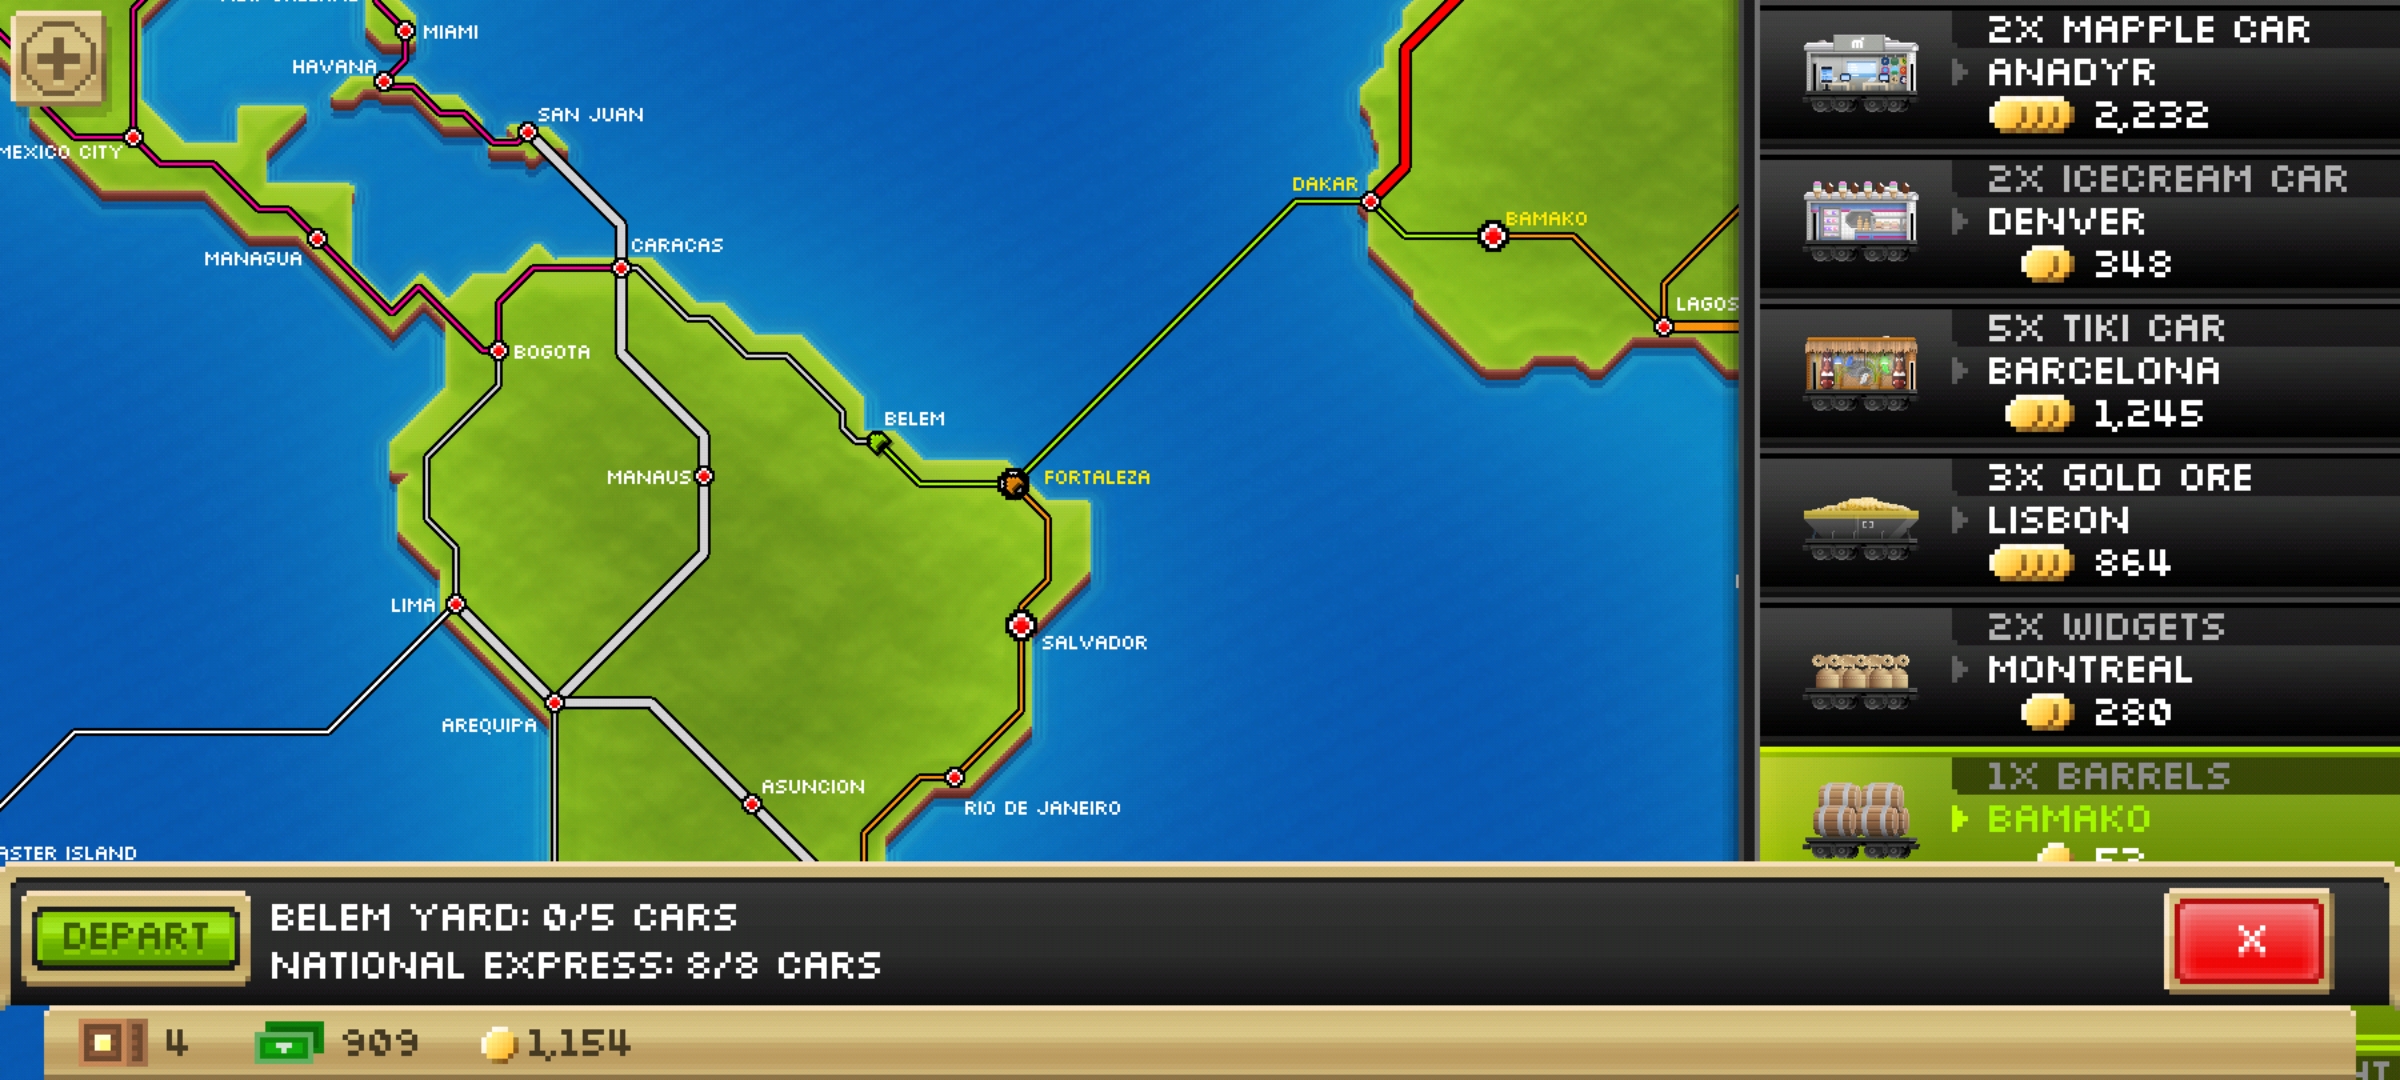 MIAMI
HAVANA
SAN JUAN
MEXICO CITY
MANAGUA
CARACAS
BOGOTA
DAKAR
BAMAKO
LAGOS
BELEM
MANAUS
FORTALEZA
LIMA
SALVADOR
AREQUIPA
ASUNCION
RIO DE JANEIRO
ASTER ISLAND
2X MAPPLE CAR
ANADYR
2,232
2X ICECREAM CAR
DENVER
348
5X TIKI CAR
BARCELONA
1,245
3X GOLD ORE
LISBON
864
2X WIDGETS
MONTREAL
280
1X BARRELS
BAMAKO
DEPART
BELEM YARD: 0/5 CARS
NATIONAL EXPRESS: 8/8 CARS
X
4
909
1,154